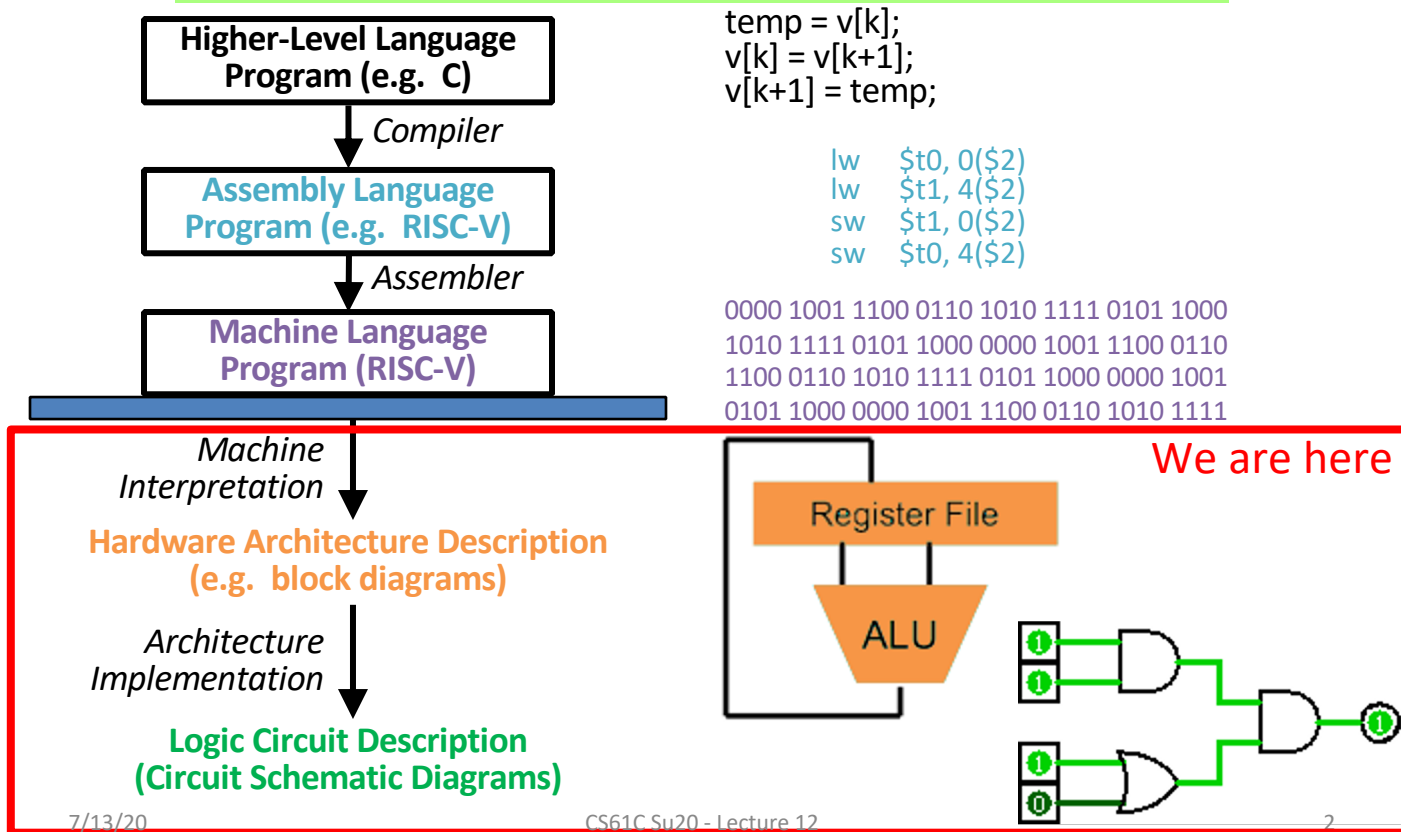 Higher-Level Language
Program (e.g. C)
Compiler
Assembly Language
Program (e.g. RISC-V)
Assembler
Machine Language
Program (RISC-V)
temp = v[k];
v[k] = v[k+1];
v[k+1] = temp;
lw $t0, 0($2)
lw $t1, 4($2)
sw $t1, 0($2)
sw $t0, 4($2)
0000 1001 1100 0110 1010 1111 0101 1000
1010 1111 0101 1000 0000 1001 1100 0110
1100 0110 1010 1111 0101 1000 0000 1001
0101 1000 0000 1001 1100 0110 1010 1111
We are here
Machine
Interpretation
Hardware Architecture Description
(e.g. block diagrams)
Architecture
Implementation
Logic Circuit Description
(Circuit Schematic Diagrams)
Register File
ALU
1
1
1
0
1
7/13/20
CS61C Su20 - Lecture 12
2